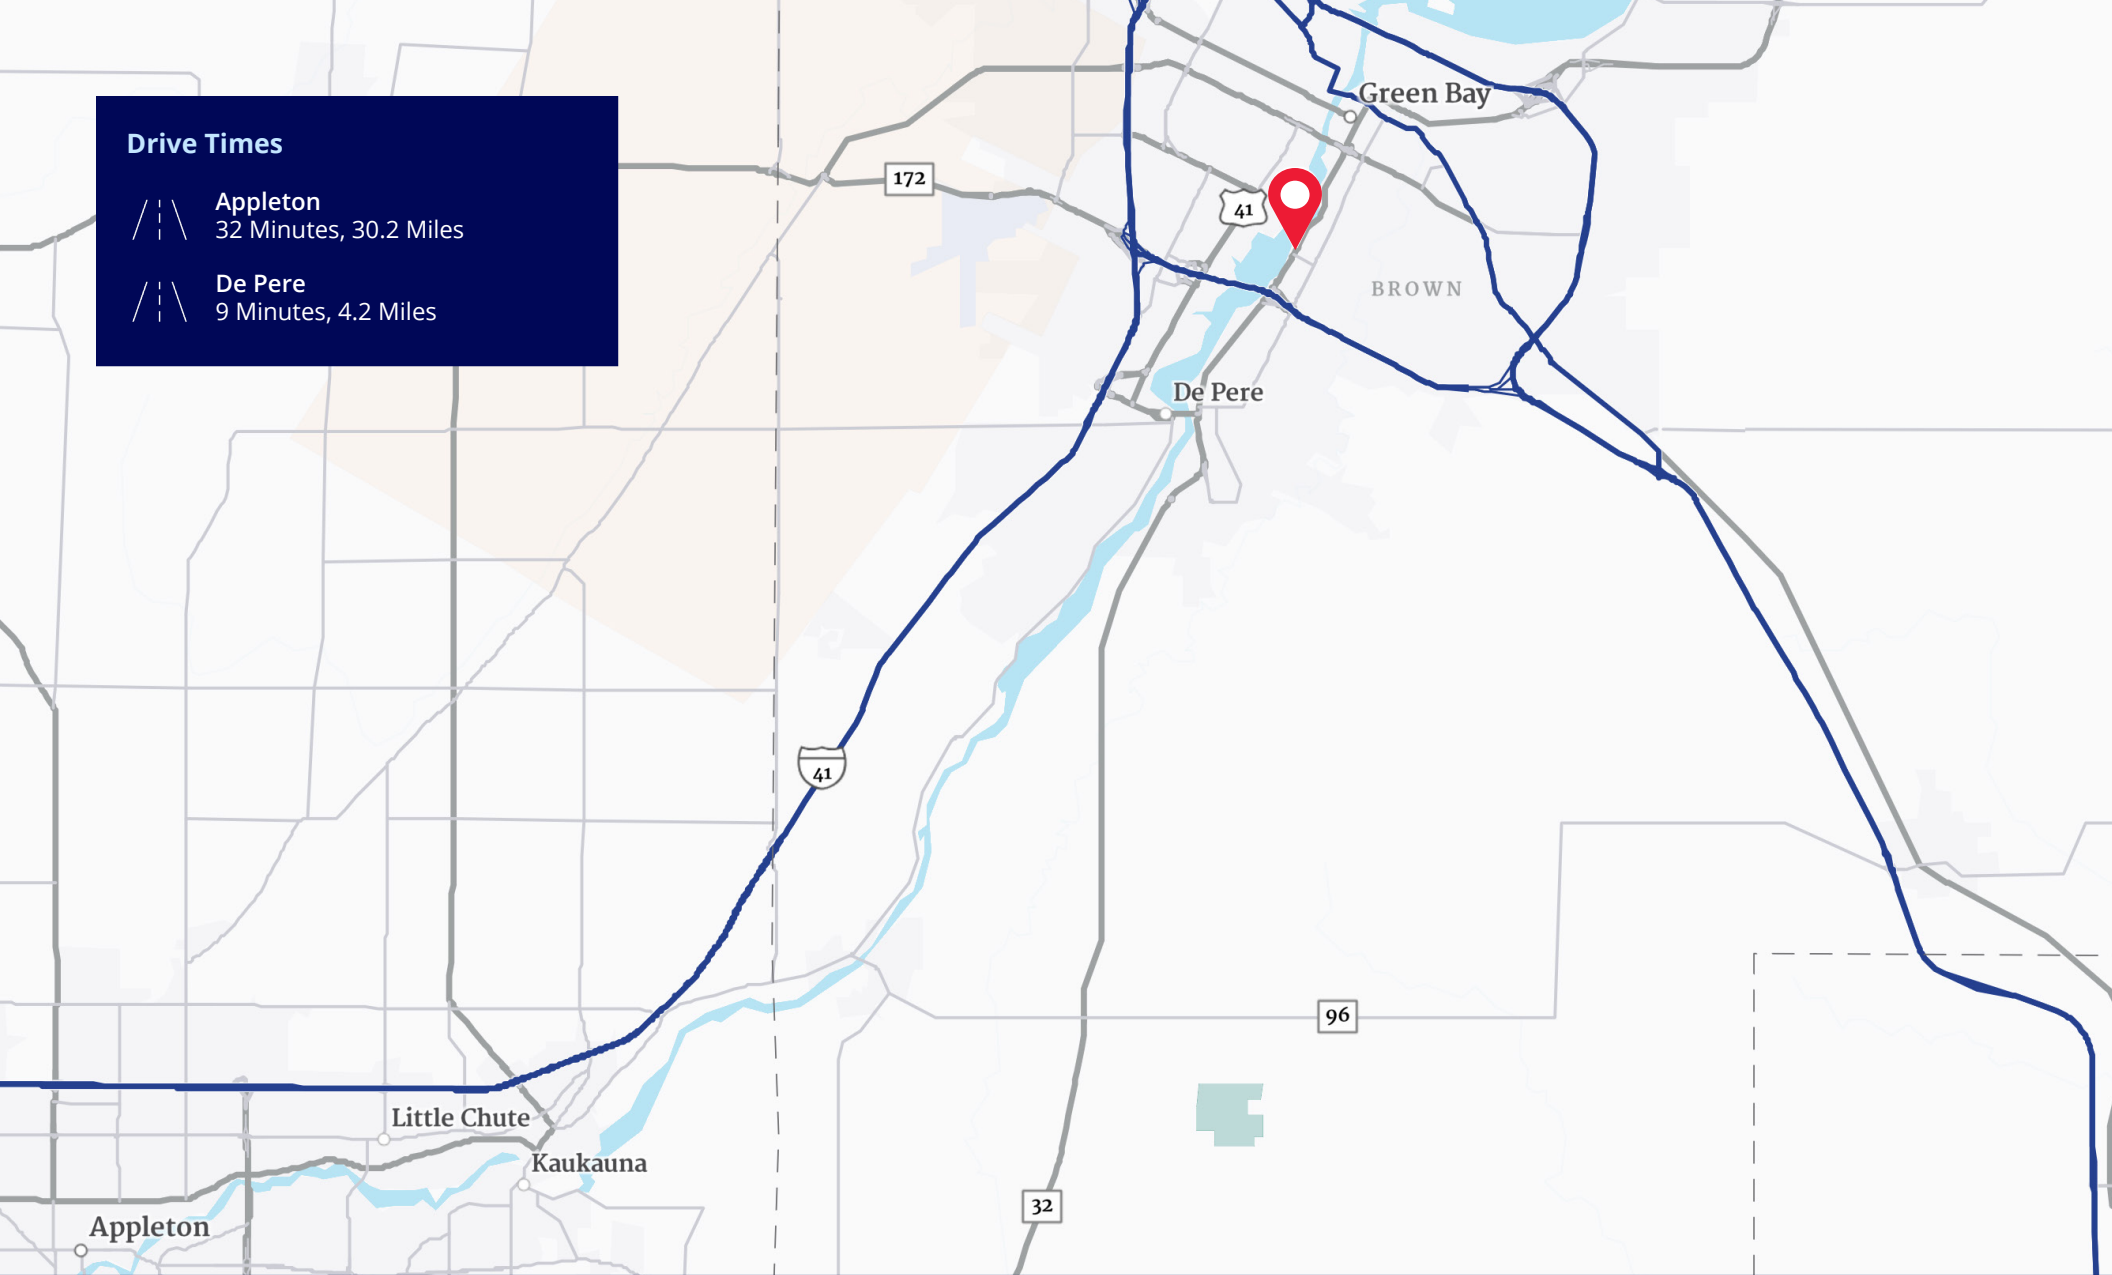 Drive Times
Appleton
32 Minutes, 30.2 Miles
De Pere
9 Minutes, 4.2 Miles
Green Bay
172
41
BROWN
De Pere
41
96
Little Chute
Kaukauna
32
Appleton